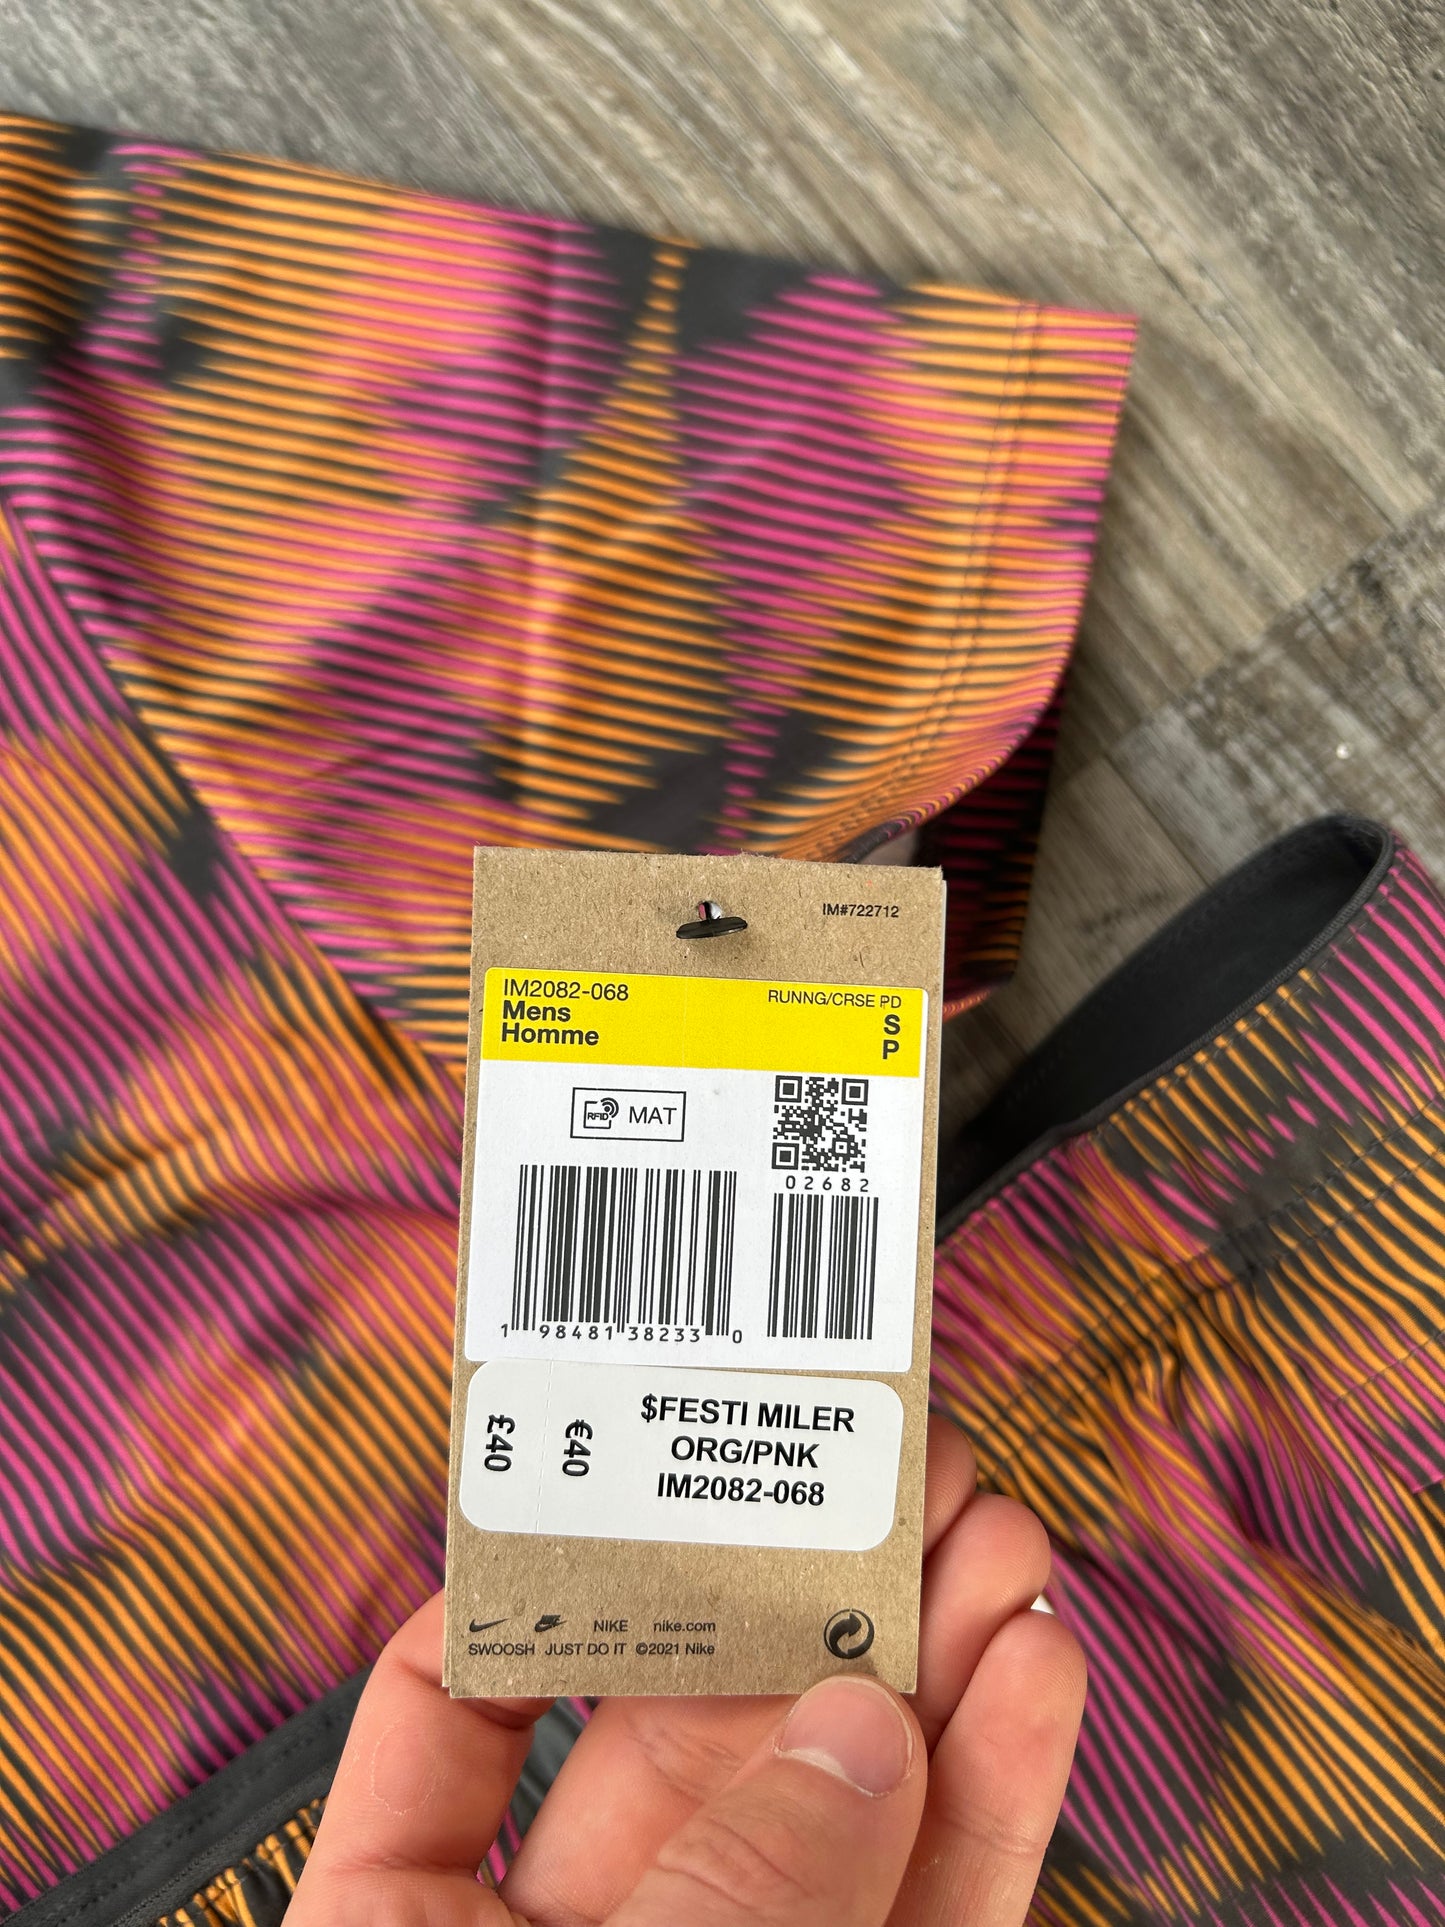 IM#722712
IM2082-068
RUNNG/CRSE PD
Mens
S
Homme
P
RFID MAT
02682
1 98481 38233 0
£40
€40
$FESTI MILER
ORG/PNK
IM2082-068
NIKE NIKE nike.com
SWOOSH JUST DO IT ©2021 Nike